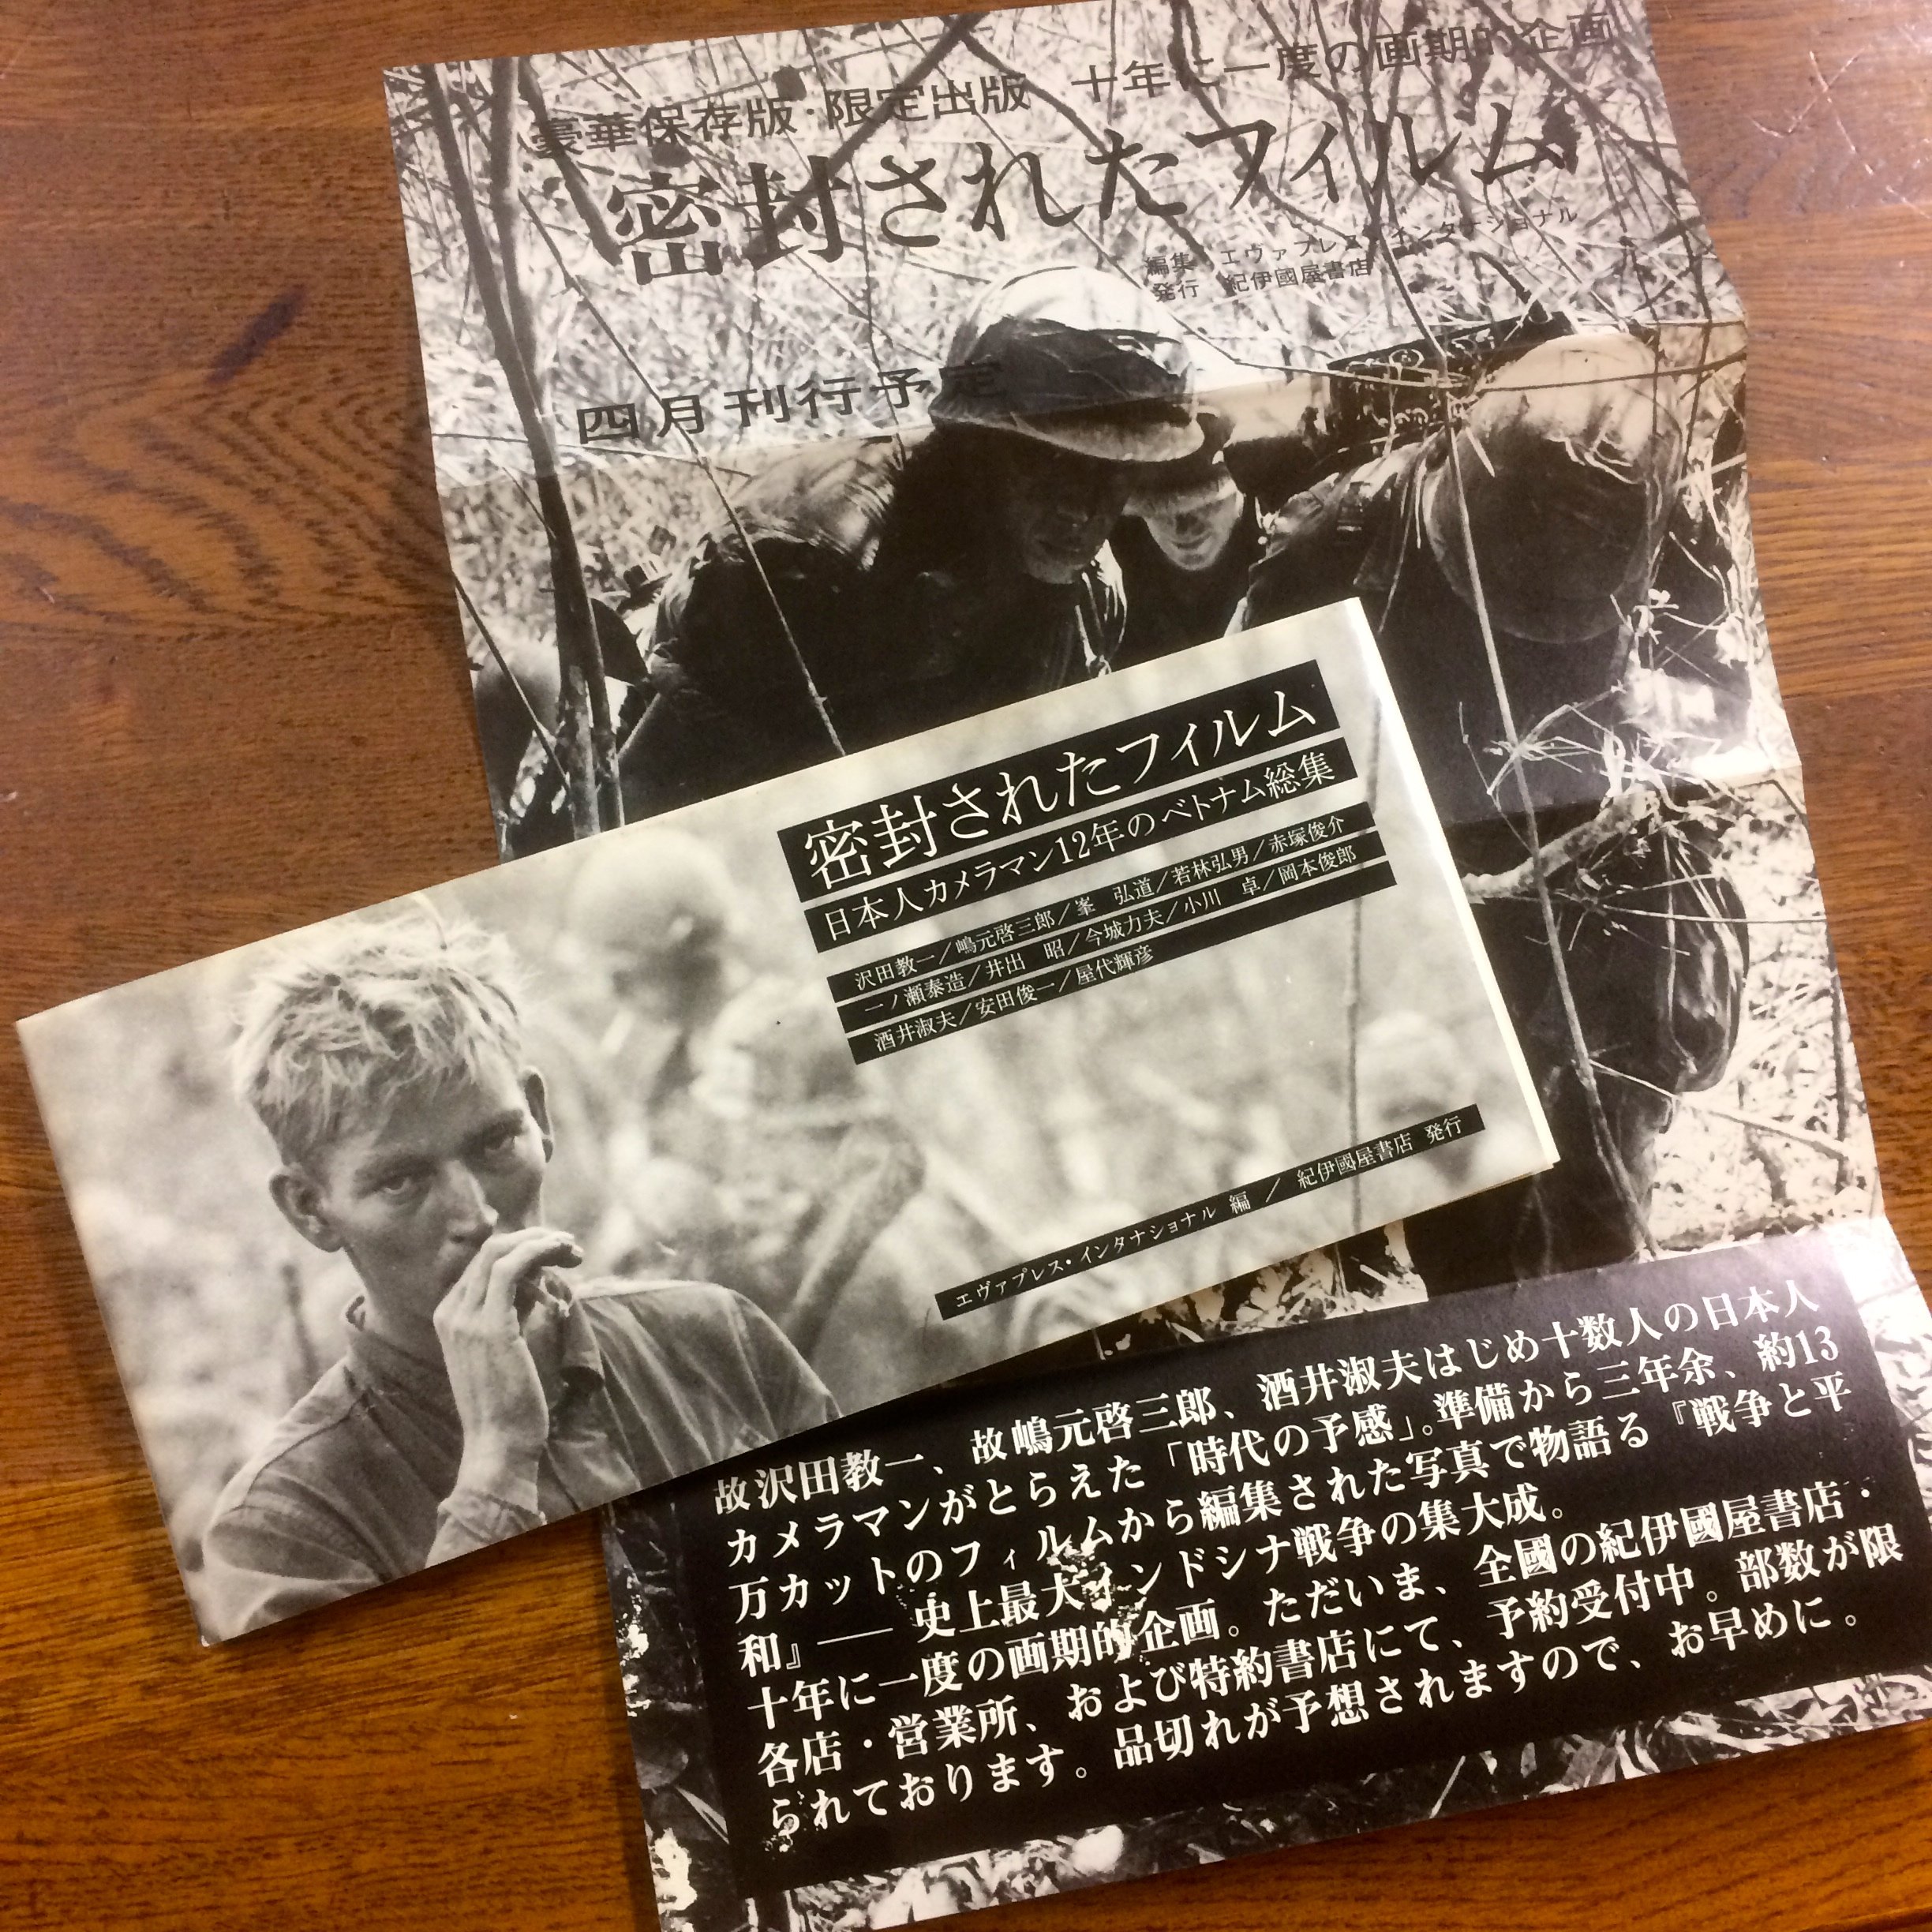 豪華保存版・限定出版　十年に一度の画期的企画
密封されたフィルム
編集　エヴァプレス・インタナショナル
発行　紀伊國屋書店
四月刊行予定
密封されたフィルム
日本人カメラマン12年のベトナム総集
沢田教一／嶋元啓三郎／峯　弘道／若林弘男／赤塚俊介
一ノ瀬泰造／井出　昭／今城力夫／小川　卓／岡本俊郎
酒井淑夫／安田俊一／屋代輝彦
エヴァプレス・インタナショナル 編 ／ 紀伊國屋書店 発行
故沢田教一、故嶋元啓三郎、酒井淑夫はじめ十数人の日本人
カメラマンがとらえた「時代の予感」。準備から三年余、約13
万カットのフィルムから編集された写真で物語る『戦争と平
和』── 史上最大インドシナ戦争の集大成。
十年に一度の画期的企画。ただいま、全國の紀伊國屋書店・
各店・営業所、および特約書店にて、予約受付中。部数が限
られております。品切れが予想されますので、お早めに。